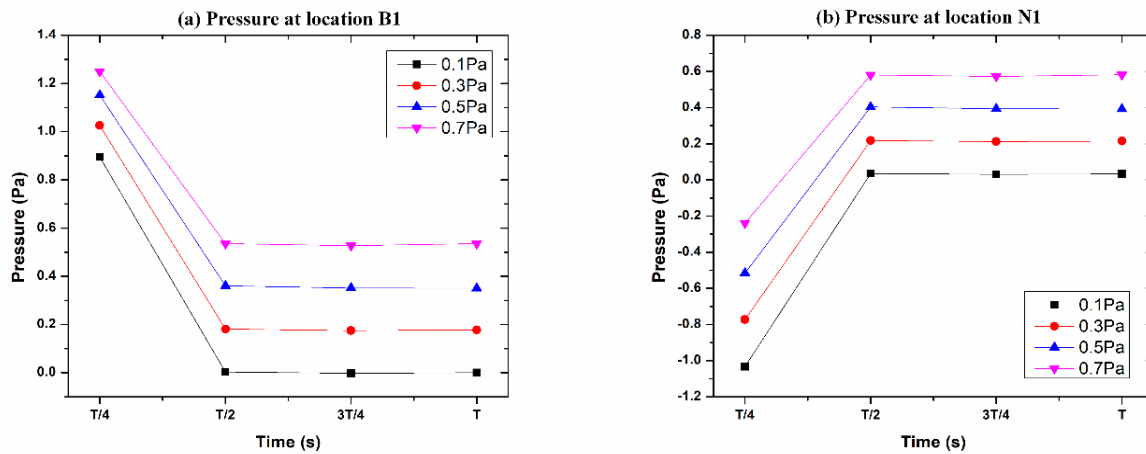 (a) Pressure at location B1
1.4
1.2
1.0
0.8
0.6
0.4
0.2
0.0
Pressure (Pa)
T/4
T/2
3T/4
T
Time (s)
0.1Pa
0.3Pa
0.5Pa
0.7Pa
(b) Pressure at location N1
0.8
0.6
0.4
0.2
0.0
-0.2
-0.4
-0.6
-0.8
-1.0
-1.2
Pressure (Pa)
T/4
T/2
3T/4
T
Time (s)
0.1Pa
0.3Pa
0.5Pa
0.7Pa